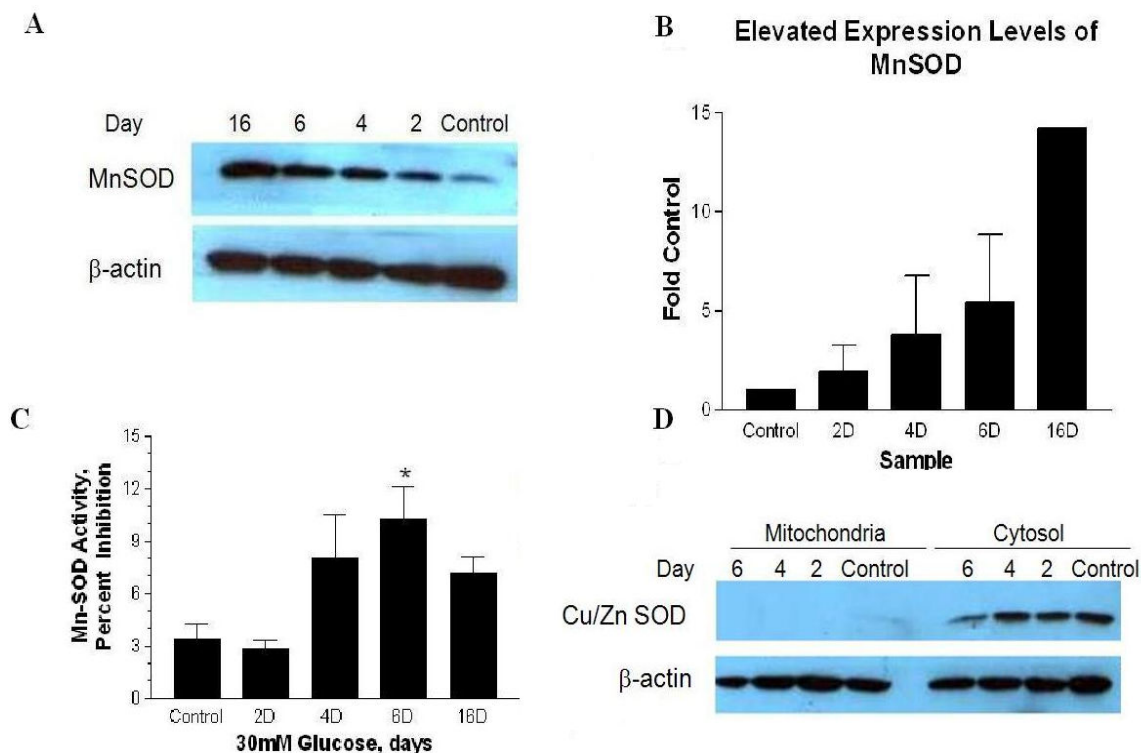 A
Day 16 6 4 2 Control
MnSOD
β-actin
B
Elevated Expression Levels of
MnSOD
Fold Control
15
10
5
0
Control 2D 4D 6D 16D
Sample
C
Mn-SOD Activity,
Percent Inhibition
15
12
9
6
3
0
*
Control 2D 4D 6D 16D
30mM Glucose, days
D
Mitochondria Cytosol
Day 6 4 2 Control 6 4 2 Control
Cu/Zn SOD
β-actin